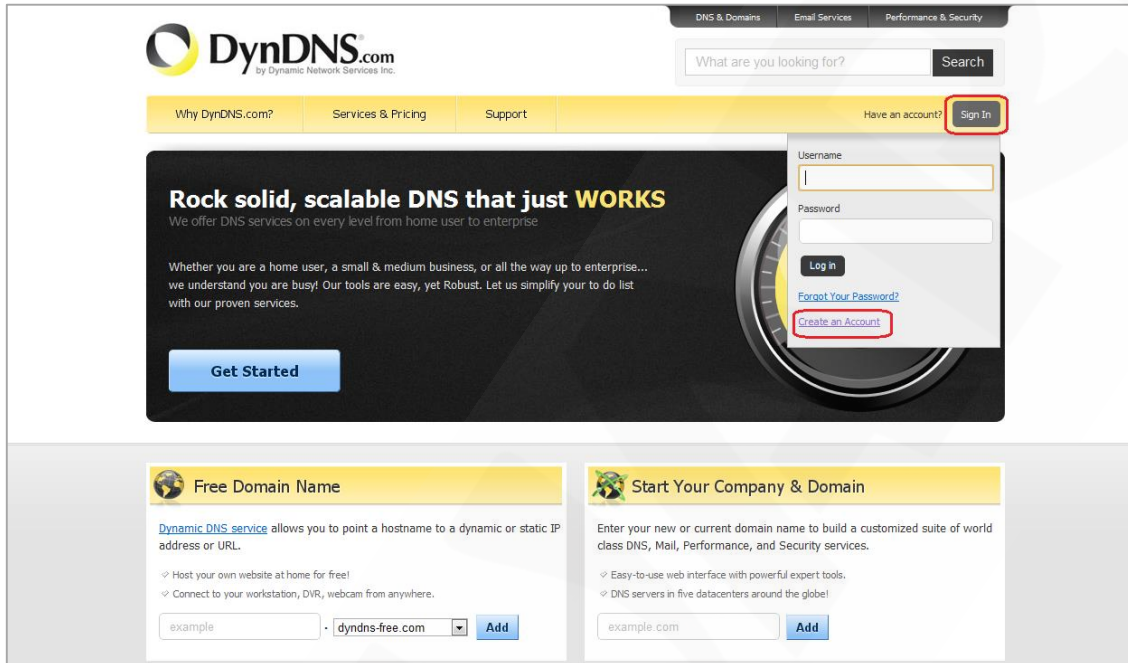 DNS & Domains Email Services Performance & Security
DynDNS.com
by Dynamic Network Services Inc.
What are you looking for? Search
Why DynDNS.com? Services & Pricing Support Have an account? Sign In
Username
Password
Log in
Forgot Your Password?
Create an Account
Rock solid, scalable DNS that just WORKS
We offer DNS services on every level from home user to enterprise
Whether you are a home user, a small & medium business, or all the way up to enterprise...
we understand you are busy! Our tools are easy, yet Robust. Let us simplify your to do list
with our proven services.
Get Started
Free Domain Name
Dynamic DNS service allows you to point a hostname to a dynamic or static IP
address or URL.
Host your own website at home for free!
Connect to your workstation, DVR, webcam from anywhere.
example . dyndns-free.com Add
Start Your Company & Domain
Enter your new or current domain name to build a customized suite of world
class DNS, Mail, Performance, and Security services.
Easy-to-use web interface with powerful expert tools.
DNS servers in five datacenters around the globe!
example.com Add